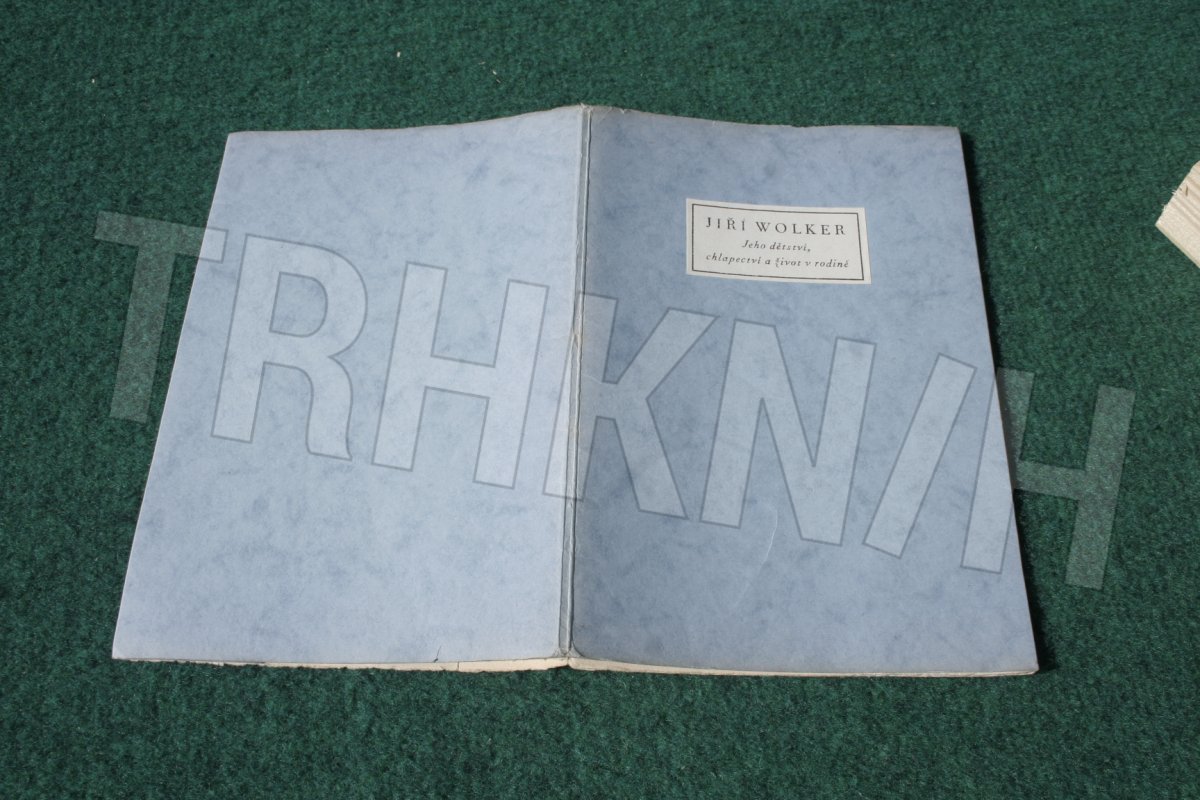 JIŘÍ WOLKER
Jeho dětství,
chlapectví a život v rodině
TRHKNIH